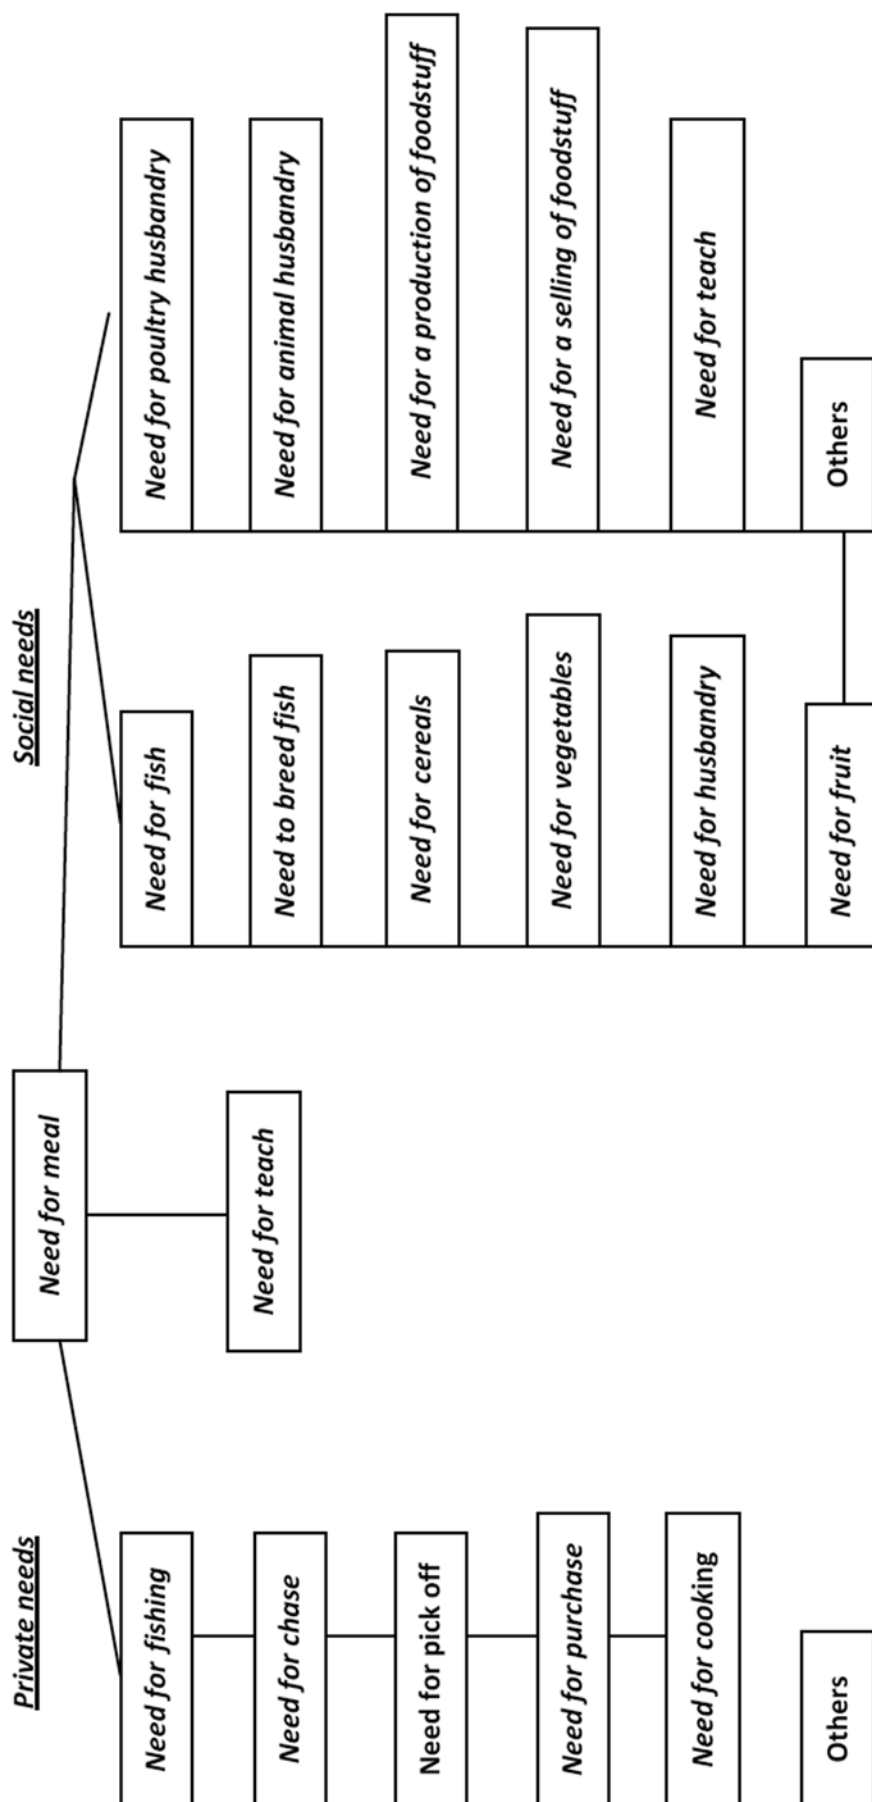 Private needs
Social needs
Need for meal
Need for teach
Need for fishing
Need for chase
Need for pick off
Need for purchase
Need for cooking
Others
Need for fish
Need to breed fish
Need for cereals
Need for vegetables
Need for husbandry
Need for fruit
Need for poultry husbandry
Need for animal husbandry
Need for a production of foodstuff
Need for a selling of foodstuff
Need for teach
Others